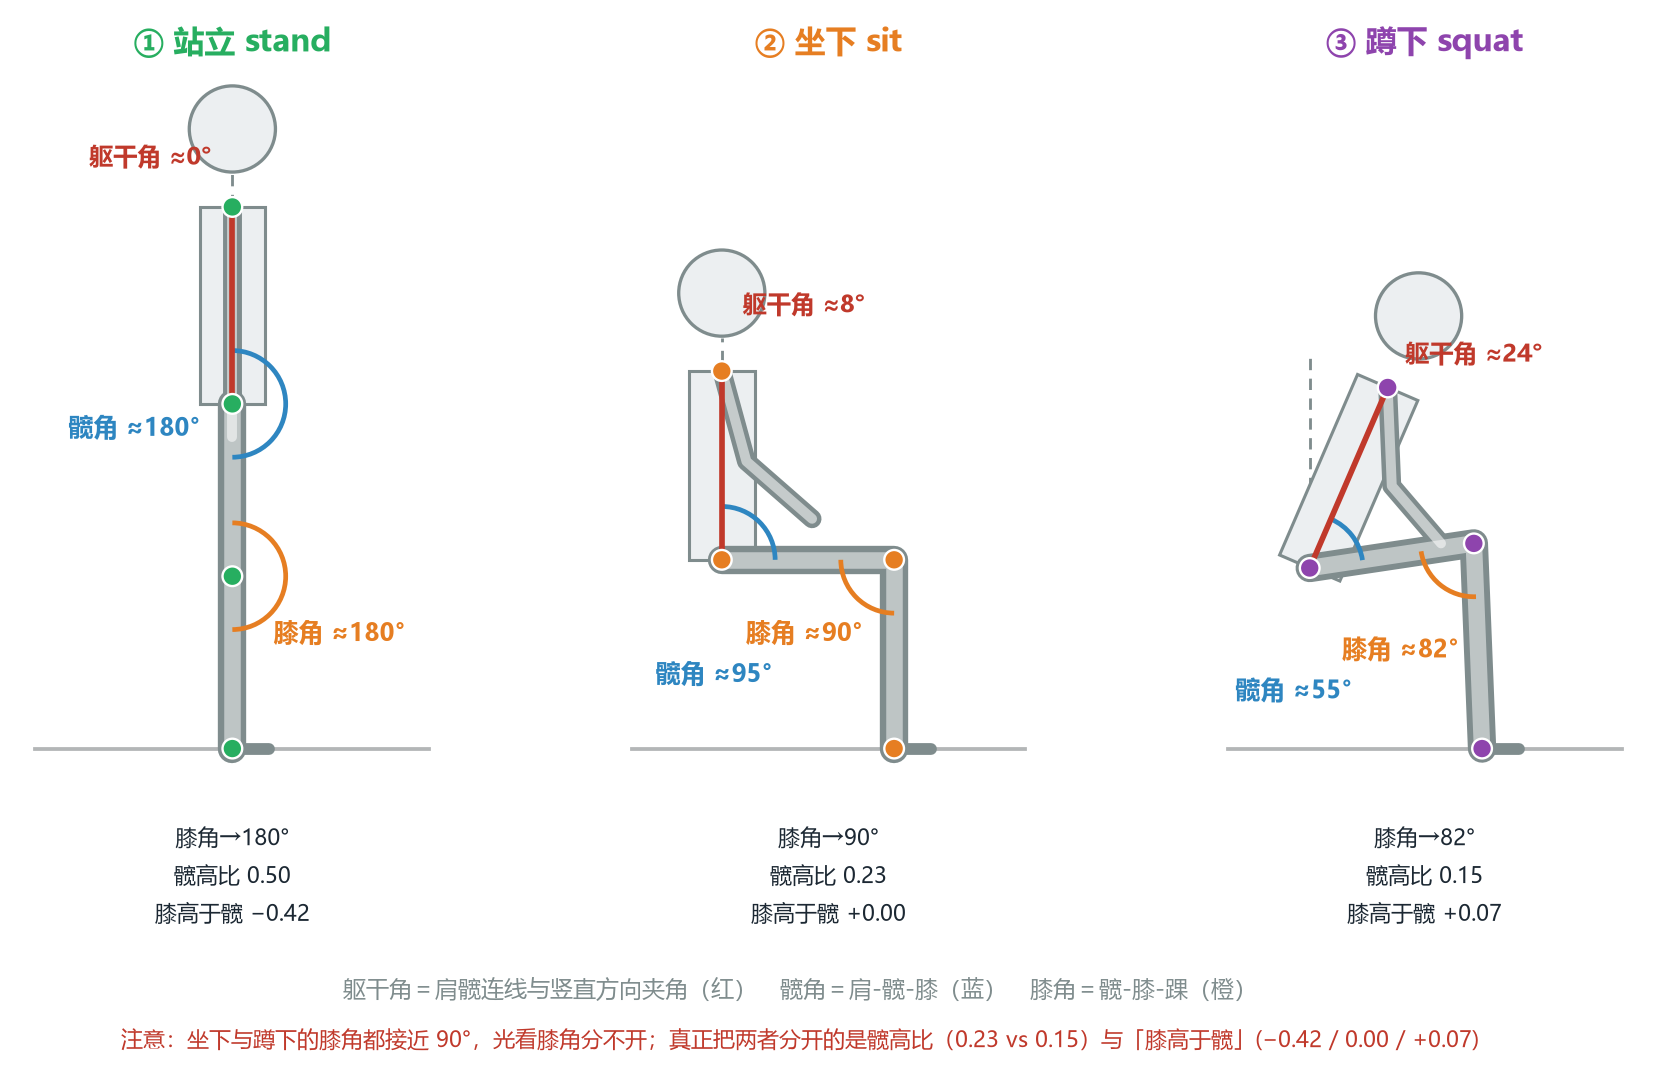 ① 站立 stand
② 坐下 sit
③ 蹲下 squat
躯干角 ≈0°
髋角 ≈180°
膝角 ≈180°
躯干角 ≈8°
膝角 ≈90°
髋角 ≈95°
躯干角 ≈24°
膝角 ≈82°
髋角 ≈55°
膝角→180°
髋高比 0.50
膝高于髋 −0.42
膝角→90°
髋高比 0.23
膝高于髋 +0.00
膝角→82°
髋高比 0.15
膝高于髋 +0.07
躯干角＝肩髋连线与竖直方向夹角（红） 髋角＝肩-髋-膝（蓝） 膝角＝髋-膝-踝（橙）
注意：坐下与蹲下的膝角都接近 90°，光看膝角分不开；真正把两者分开的是髋高比（0.23 vs 0.15）与「膝高于髋」（−0.42 / 0.00 / +0.07）